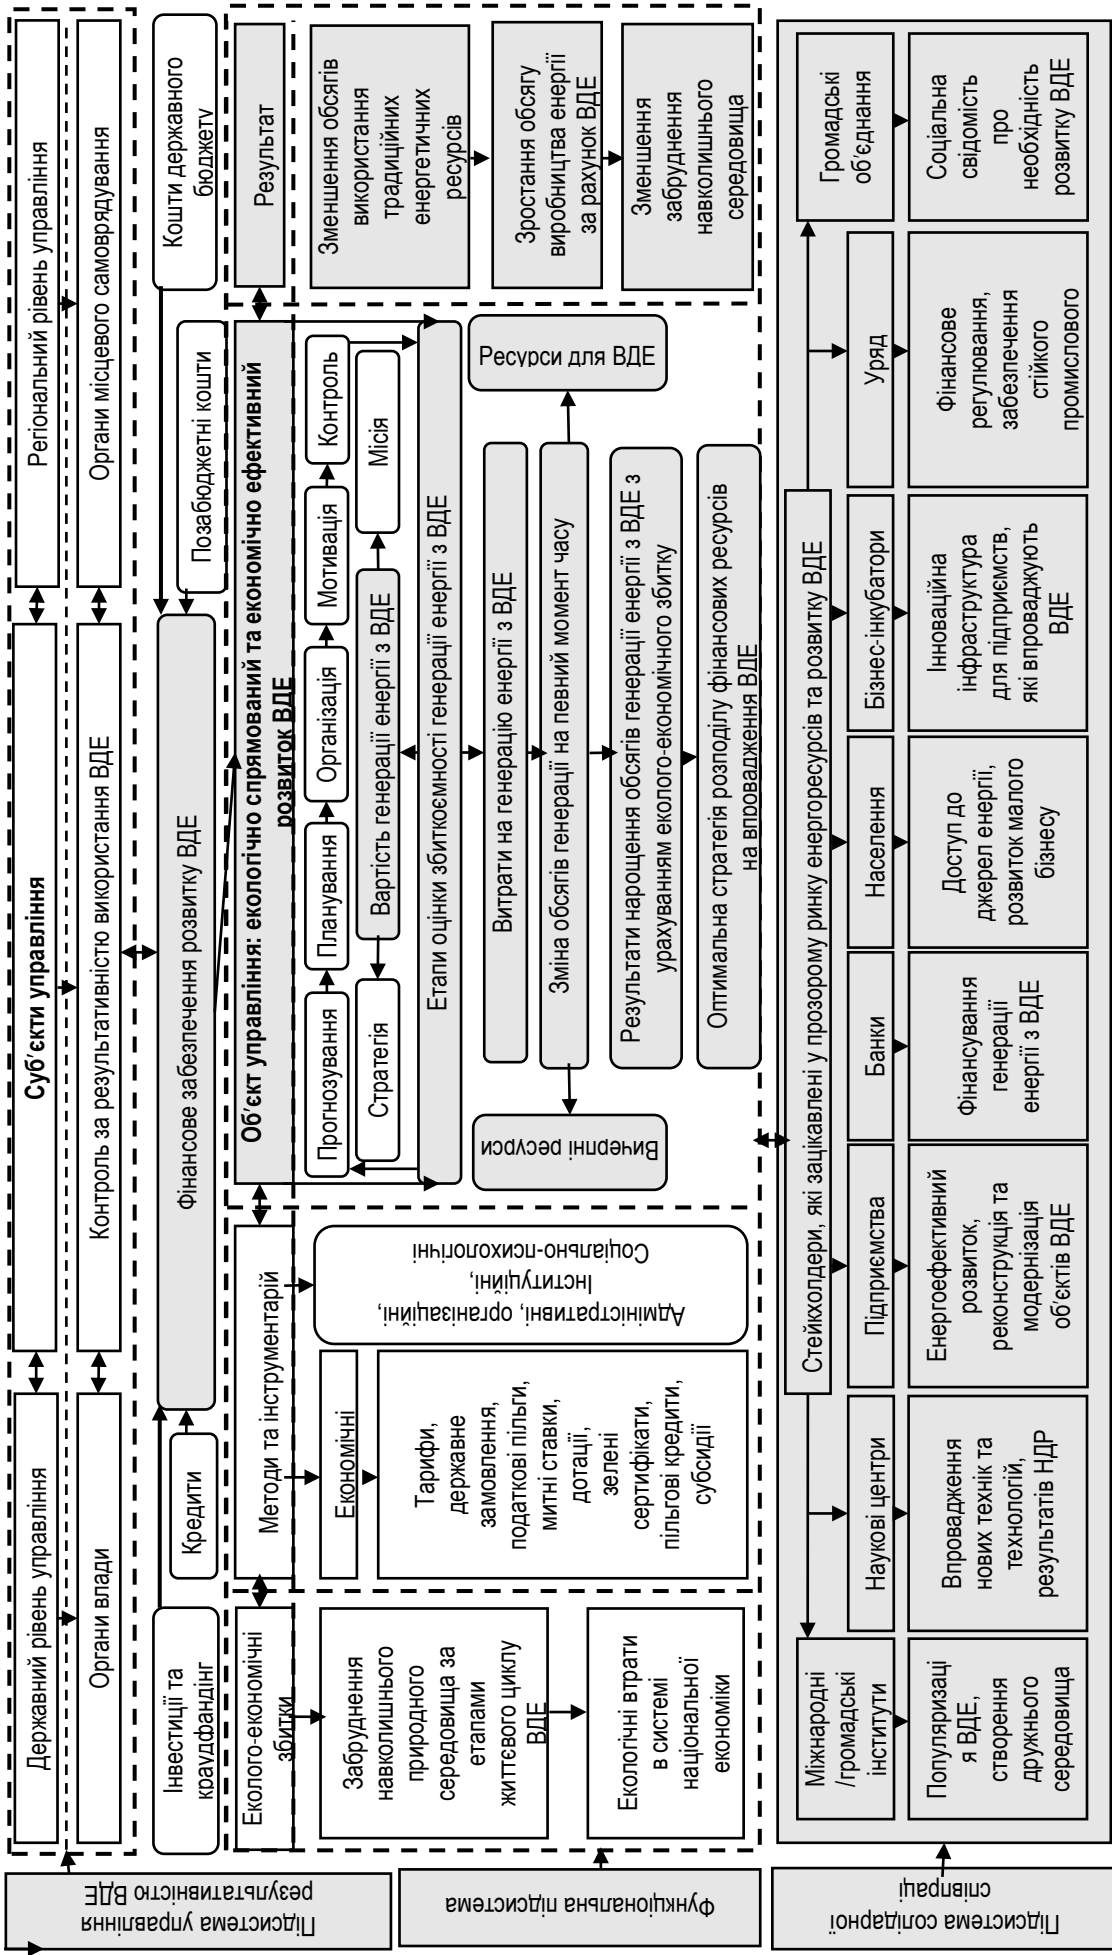 Підсистема управління
результативністю ВДЕ
Державний рівень управління
Суб'єкти управління
Регіональний рівень управління
Органи влади
Контроль за результативністю використання ВДЕ
Органи місцевого самоврядування
Інвестиції та
краудфандінг
Кредити
Фінансове забезпечення розвитку ВДЕ
Позабюджетні кошти
Кошти державного
бюджету
Функціональна підсистема
Еколого-економічні
збитки
Забруднення
навколишнього
природного
середовища за
етапами
життєвого циклу
ВДЕ
Екологічні втрати
в системі
національної
економіки
Методи та інструментарій
Економічні
Тарифи,
державне
замовлення,
податкові пільги,
митні ставки,
дотації,
зелені
сертифікати,
пільгові кредити,
субсидії
Адміністративні, організаційні,
Інституційні,
Соціально-психологічні
Об'єкт управління: екологічно спрямований та економічно ефективний
розвиток ВДЕ
Прогнозування
Планування
Організація
Мотивація
Контроль
Стратегія
Вартість генерації енергії з ВДЕ
Місія
Етапи оцінки збиткоємності генерації енергії з ВДЕ
Витрати на генерацію енергії з ВДЕ
Вичерпні ресурси
Зміна обсягів генерації на певний момент часу
Ресурси для ВДЕ
Результати нарощення обсягів генерації енергії з ВДЕ з
урахуванням еколого-економічного збитку
Оптимальна стратегія розподілу фінансових ресурсів
на впровадження ВДЕ
Результат
Зменшення обсягів
використання
традиційних
енергетичних
ресурсів
Зростання обсягу
виробництва енергії
за рахунок ВДЕ
Зменшення
забруднення
навколишнього
середовища
Підсистема солідарної
співпраці
Стейкхолдери, які зацікавлені у прозорому ринку енергоресурсів та розвитку ВДЕ
Міжнародні
/громадські
інститути
Наукові центри
Підприємства
Банки
Населення
Бізнес-інкубатори
Уряд
Громадські
об'єднання
Популяризаці
я ВДЕ,
створення
дружнього
середовища
Впровадження
нових технік та
технологій,
результатів НДР
Енергоефективний
розвиток,
реконструкція та
модернізація
об'єктів ВДЕ
Фінансування
генерації
енергії з ВДЕ
Доступ до
джерел енергії,
розвиток малого
бізнесу
Інноваційна
інфраструктура
для підприємств,
які впроваджують
ВДЕ
Фінансове
регулювання,
забезпечення
стійкого
промислового
Соціальна
свідомість
про
необхідність
розвитку ВДЕ